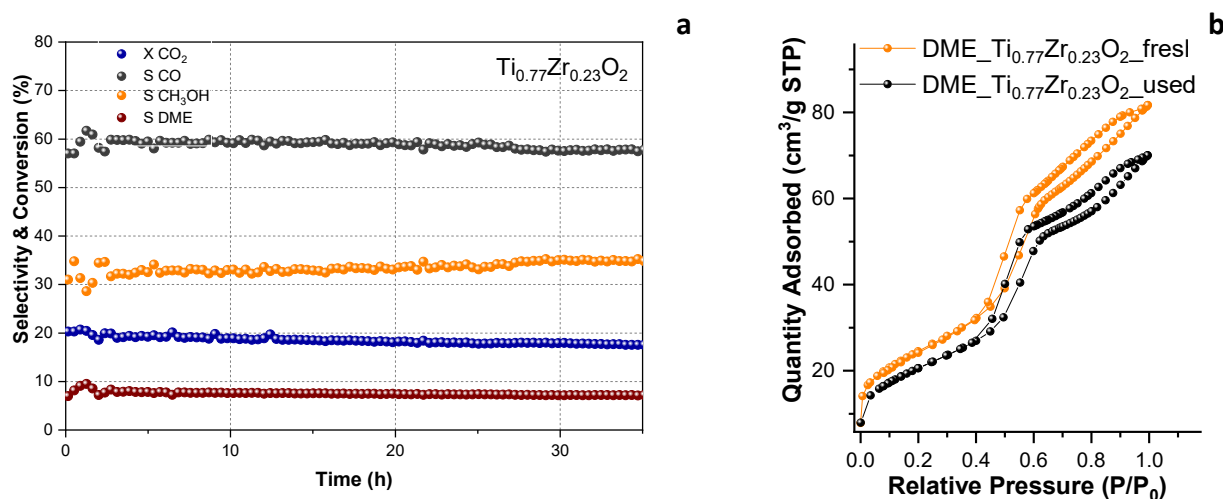 a
b
80
70
60
50
40
30
20
10
0
Selectivity & Conversion (%)
X CO₂
S CO
S CH₃OH
S DME
Ti₀.₇₇Zr₀.₂₃O₂
0
10
20
30
Time (h)
DME_Ti₀.₇₇Zr₀.₂₃O₂_fresl
DME_Ti₀.₇₇Zr₀.₂₃O₂_used
Quantity Adsorbed (cm³/g STP)
80
60
40
20
0.0
0.2
0.4
0.6
0.8
1.0
Relative Pressure (P/P₀)